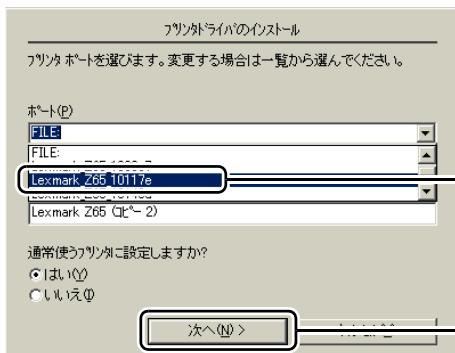 プリンタドライバのインストール
プリンタ ポートを選びます。変更する場合は一覧から選んでください。
ポート(P)
FILE:
FILE:
Lexmark_Z65_10117e
Lexmark Z65 (コピー 2)
通常使うプリンタに設定しますか?
はい(Y)
いいえ(I)
次へ(N) >